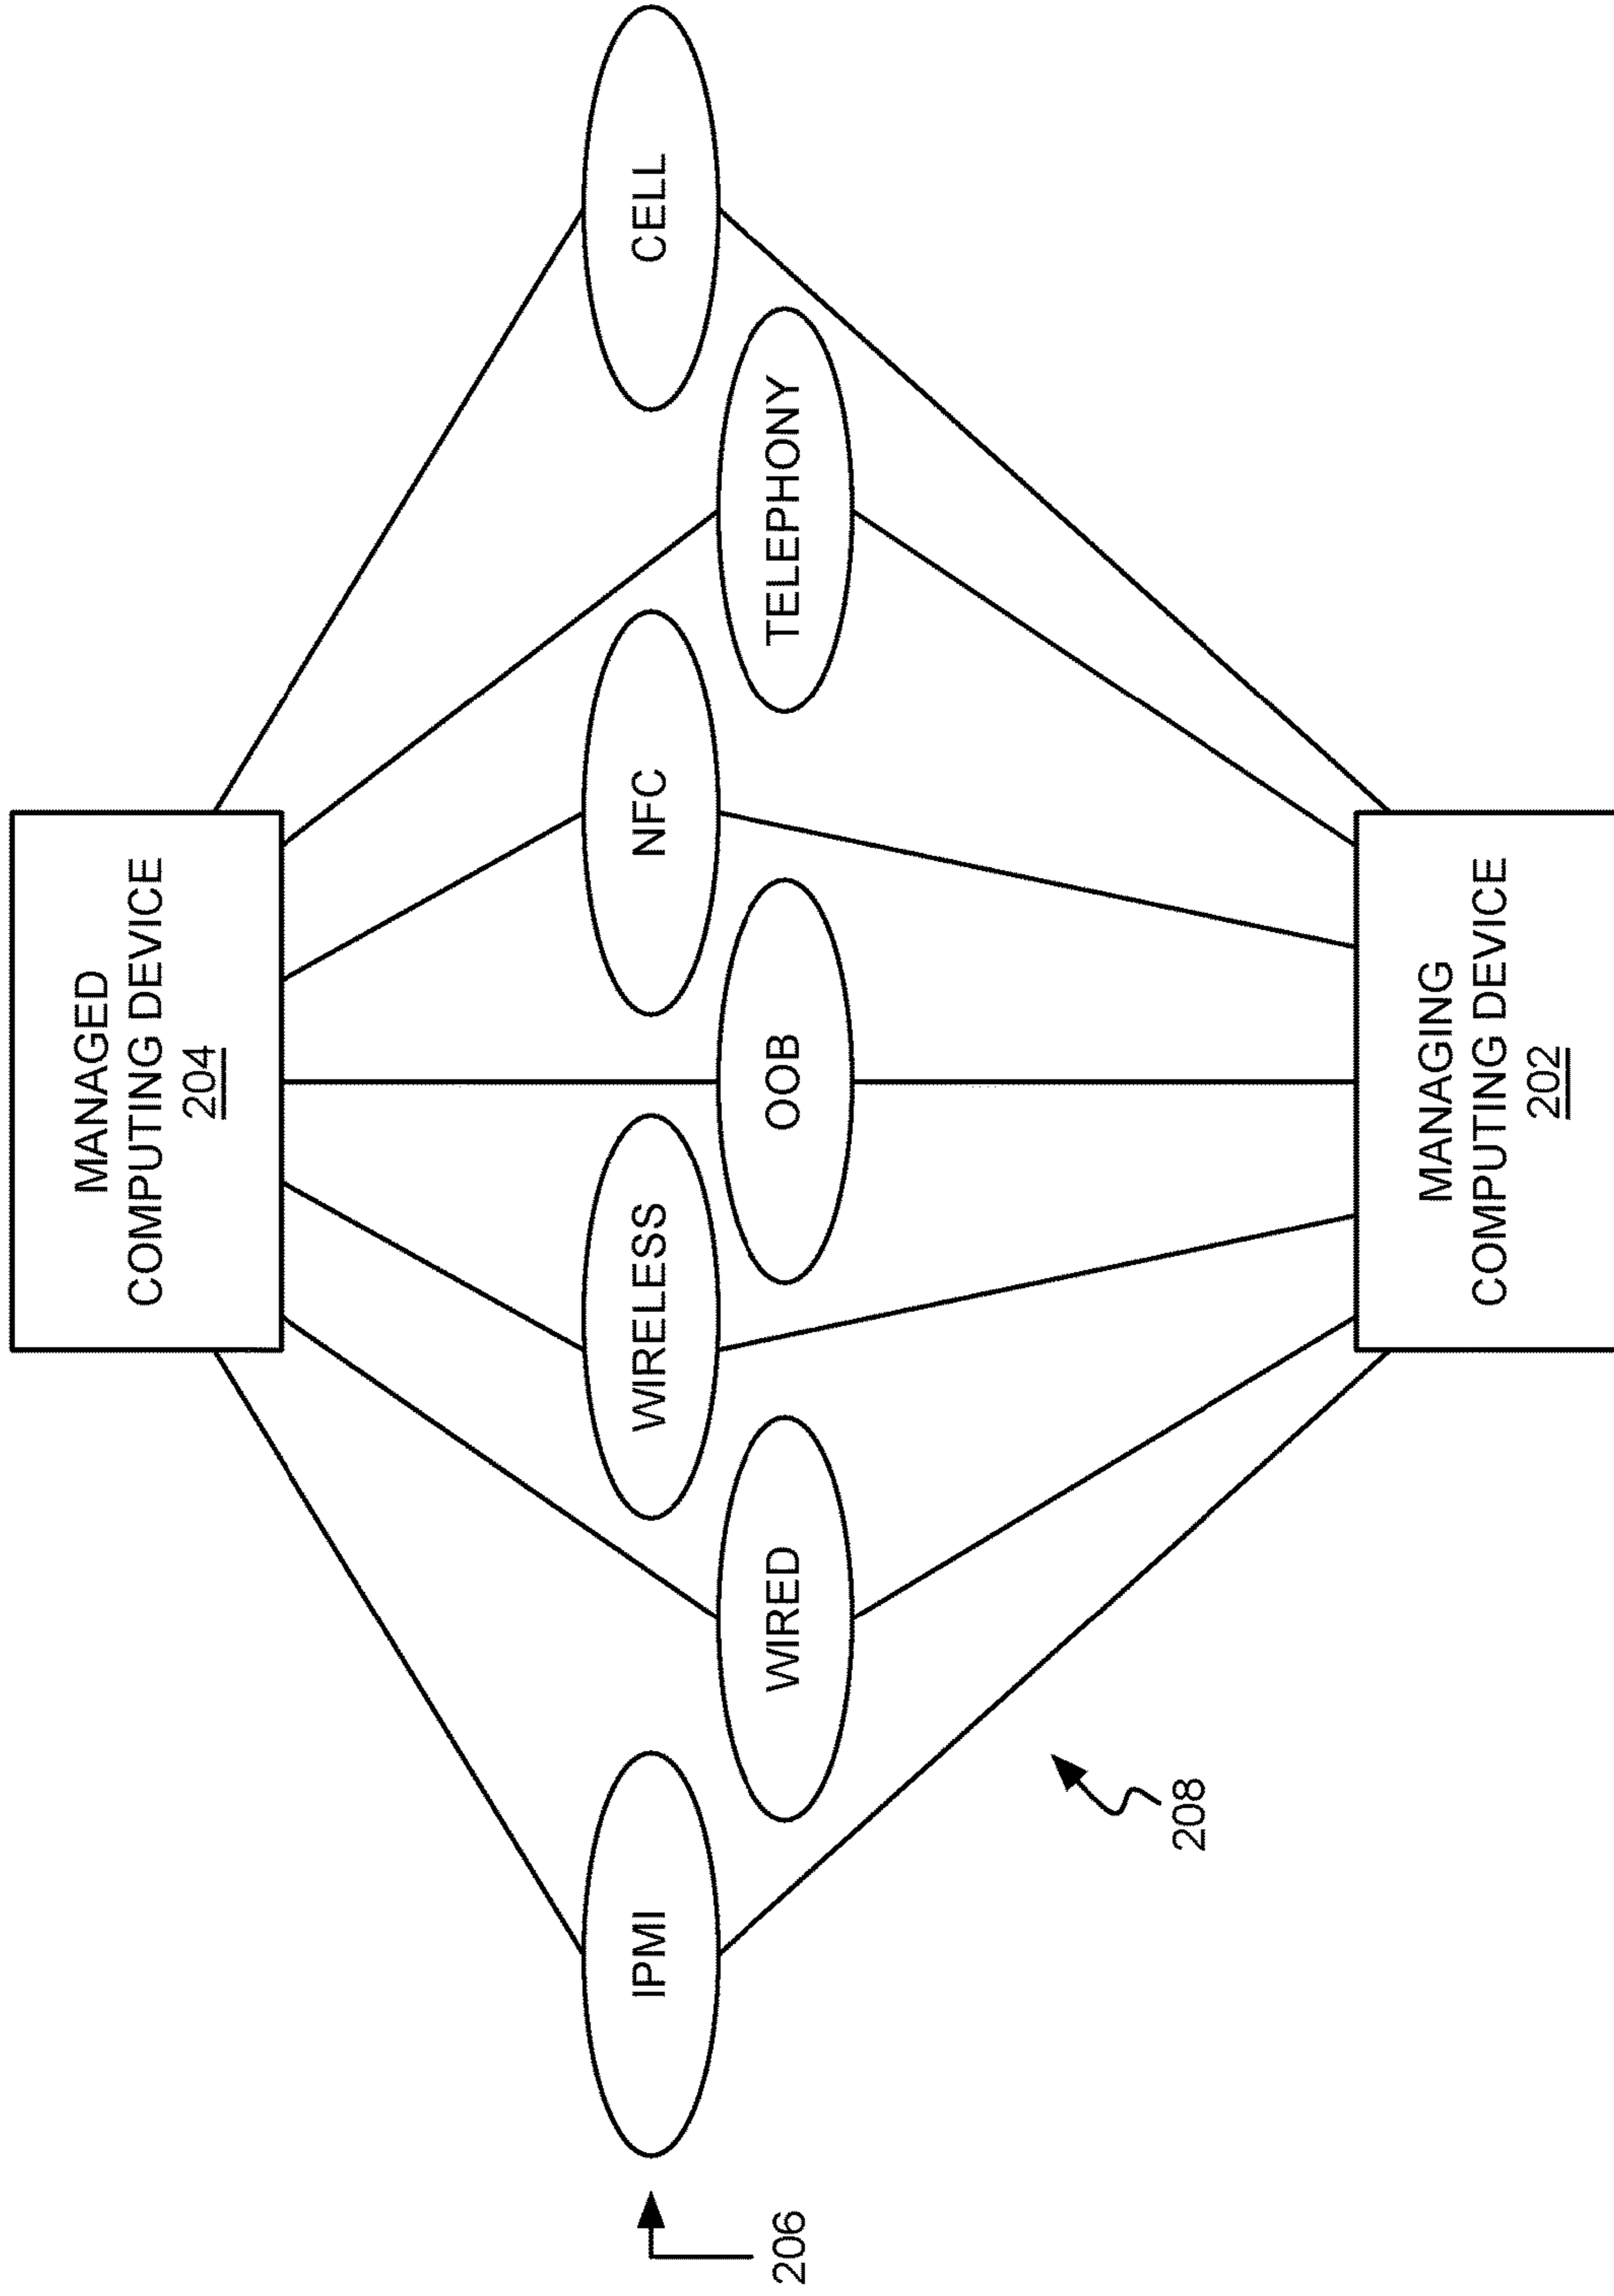 MANAGED
COMPUTING DEVICE
204
CELL
TELEPHONY
NFC
OOB
WIRELESS
WIRED
IPMI
206
208
MANAGING
COMPUTING DEVICE
202